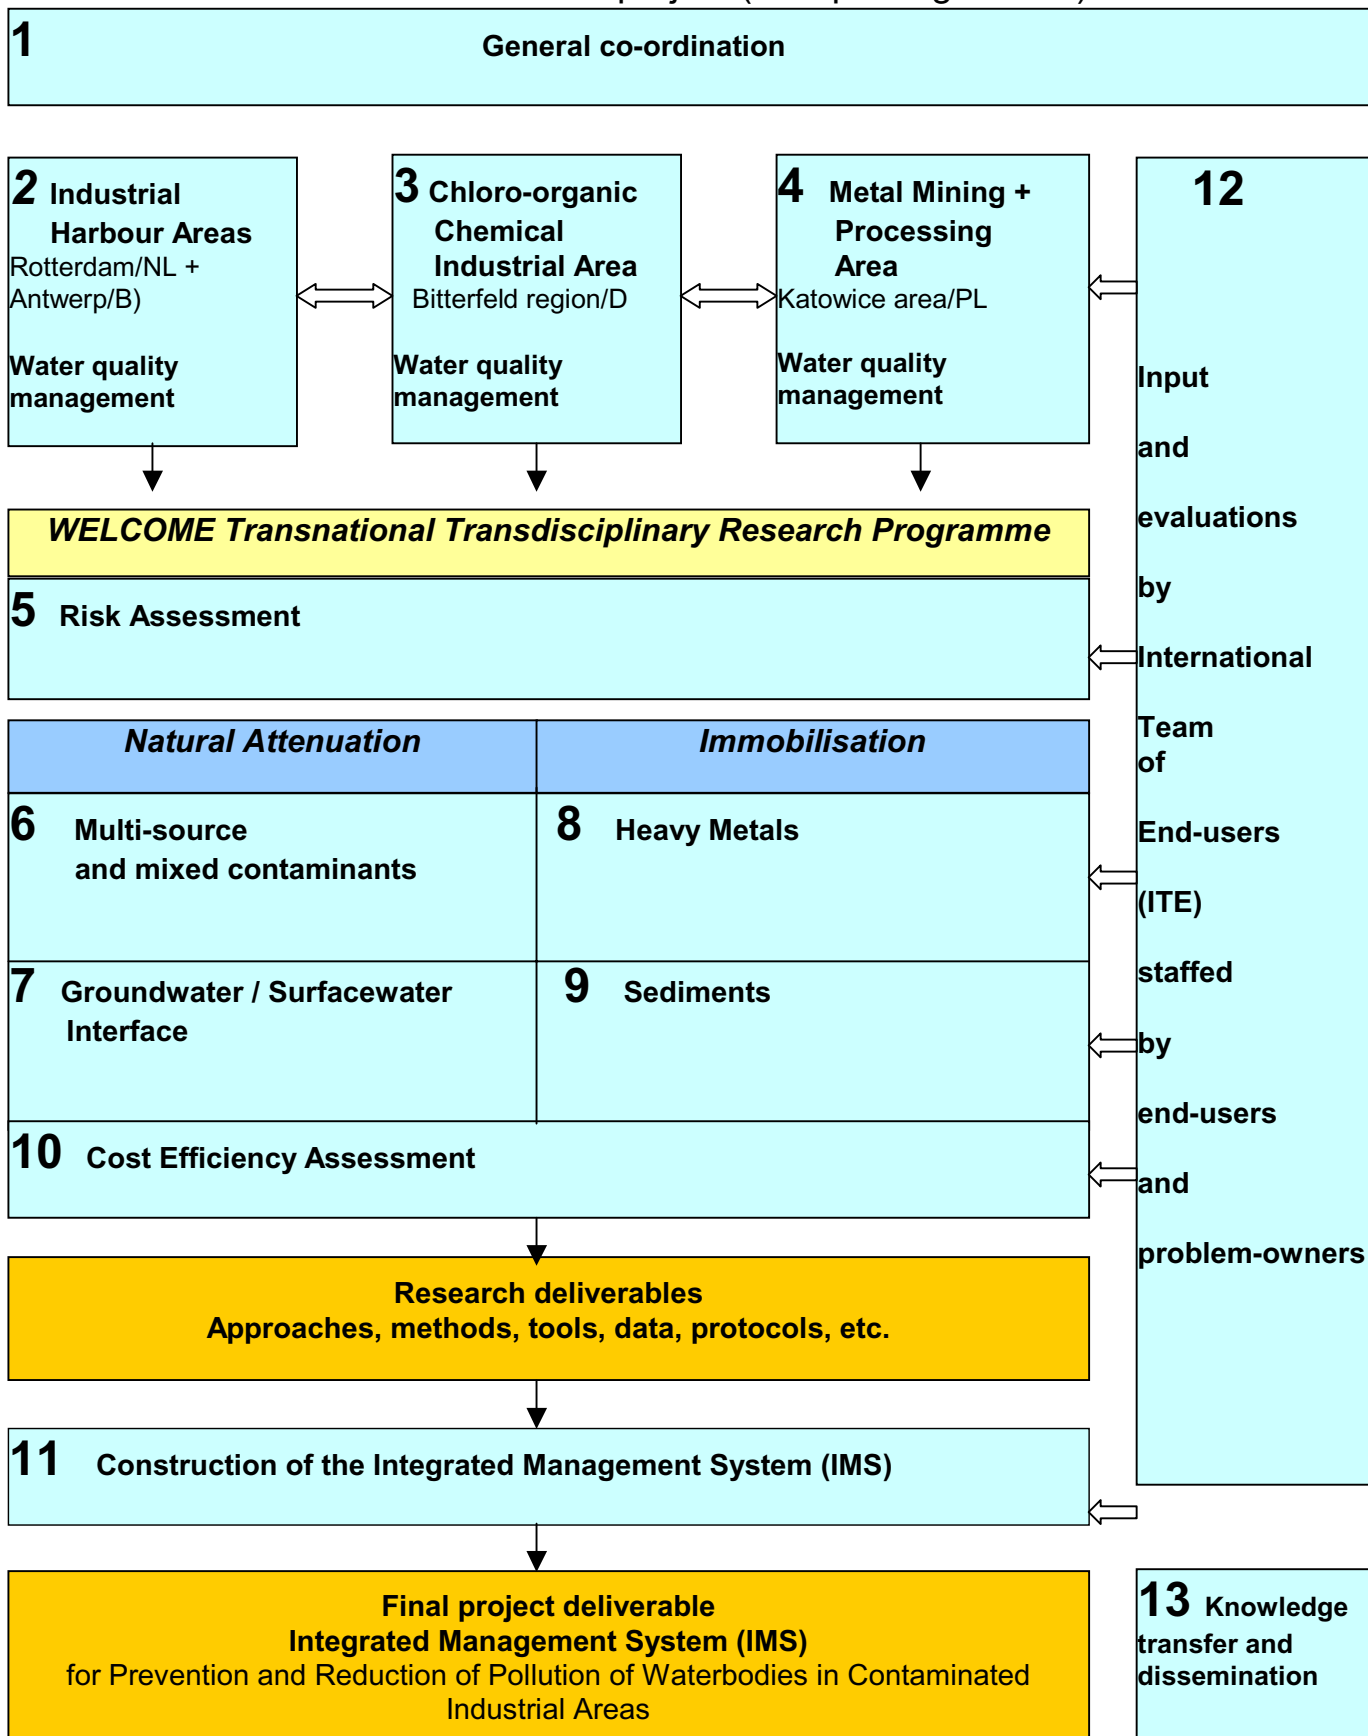 1 General co-ordination
2 Industrial
Harbour Areas
Rotterdam/NL +
Antwerp/B)
Water quality
management
3 Chloro-organic
Chemical
Industrial Area
Bitterfeld region/D
Water quality
management
4 Metal Mining +
Processing
Area
Katowice area/PL
Water quality
management
12
Input
and
evaluations
by
International
Team
of
End-users
(ITE)
staffed
by
end-users
and
problem-owners
WELCOME Transnational Transdisciplinary Research Programme
5 Risk Assessment
Natural Attenuation
Immobilisation
6 Multi-source
and mixed contaminants
8 Heavy Metals
7 Groundwater / Surfacewater
Interface
9 Sediments
10 Cost Efficiency Assessment
Research deliverables
Approaches, methods, tools, data, protocols, etc.
11 Construction of the Integrated Management System (IMS)
Final project deliverable
Integrated Management System (IMS)
for Prevention and Reduction of Pollution of Waterbodies in Contaminated
Industrial Areas
13 Knowledge
transfer and
dissemination